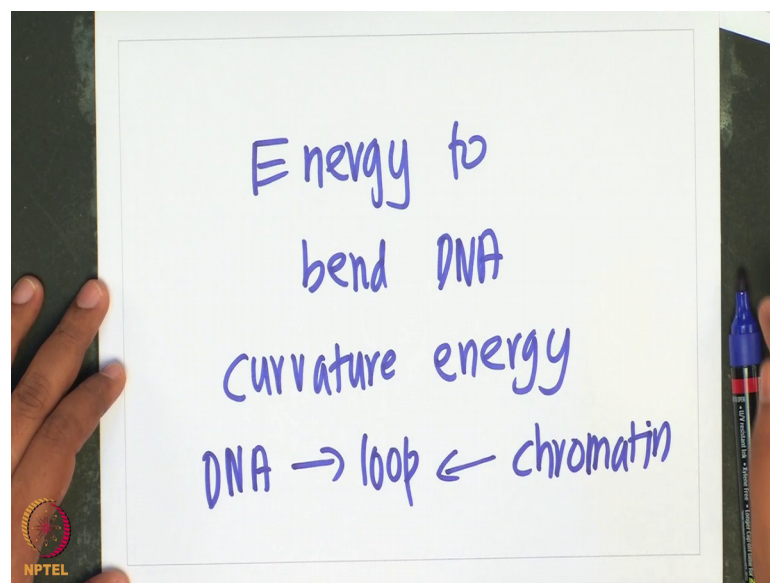 Energy to
bend DNA
curvature energy
DNA → loop ← chromatin
NPTEL